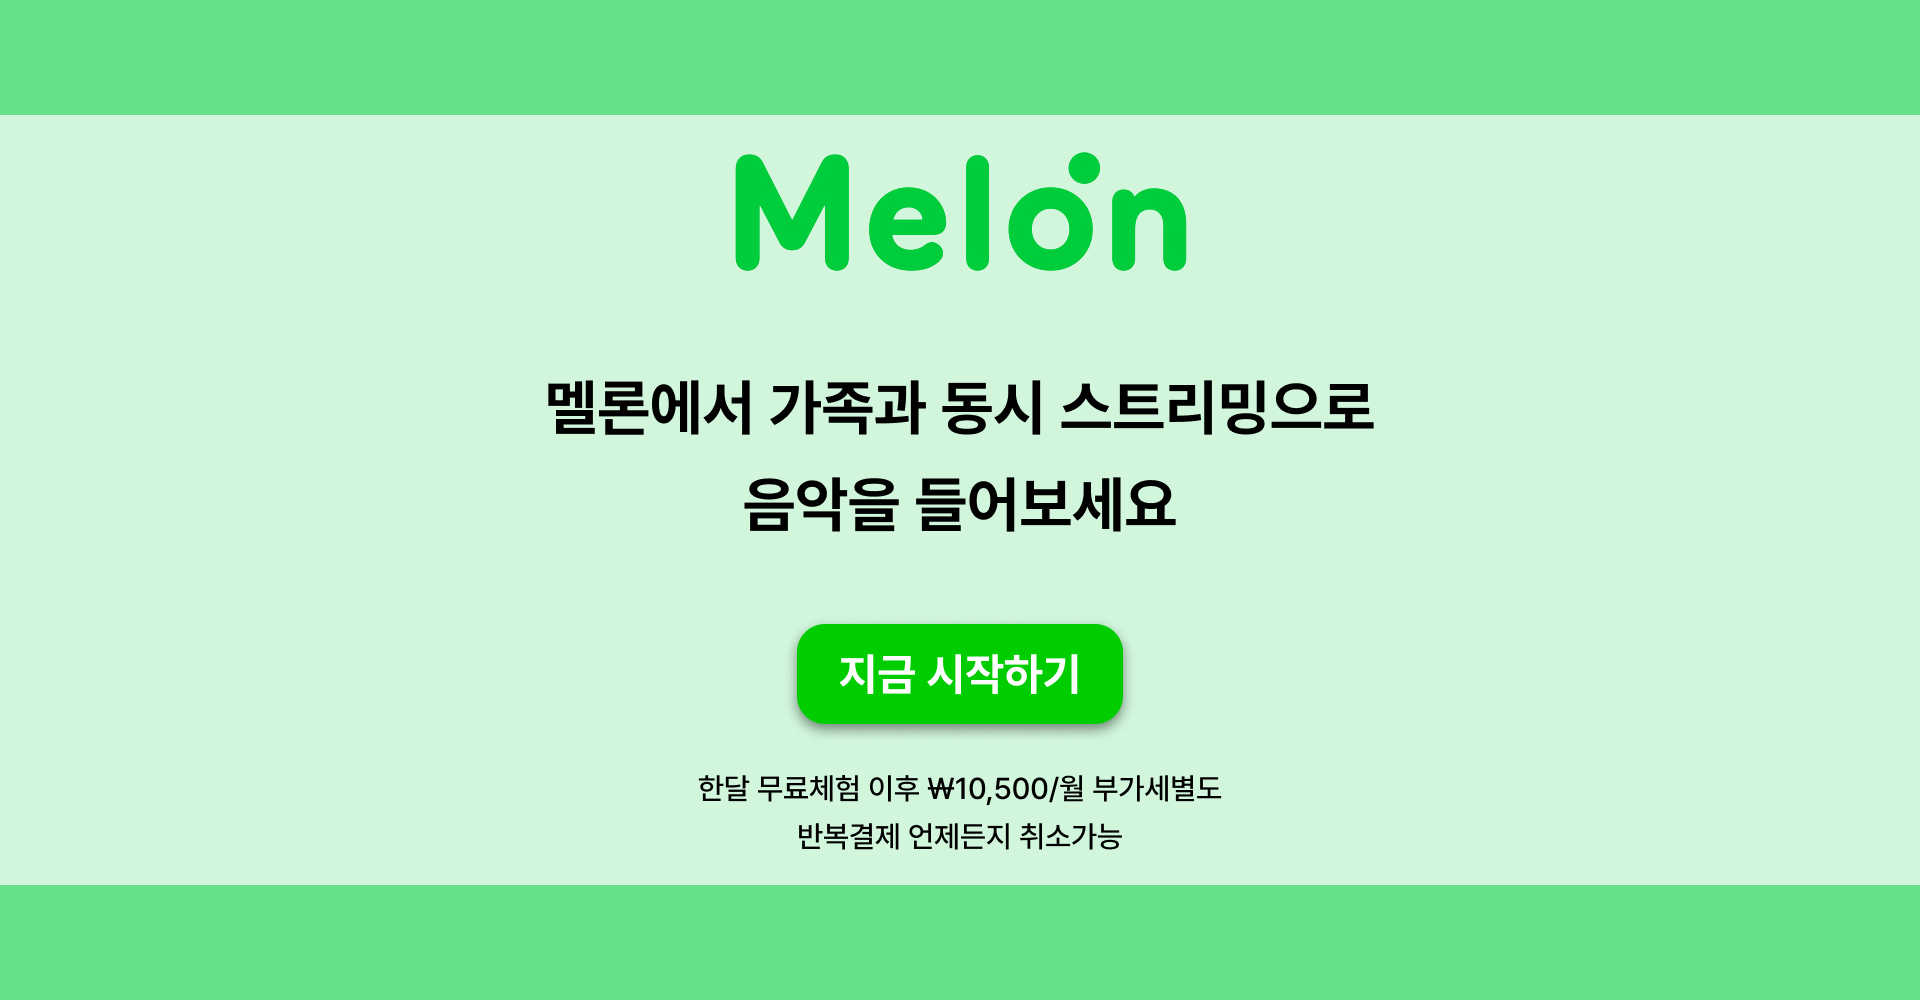 Melon
멜론에서 가족과 동시 스트리밍으로
음악을 들어보세요
지금 시작하기
한달 무료체험 이후 ₩10,500/월 부가세별도
반복결제 언제든지 취소가능